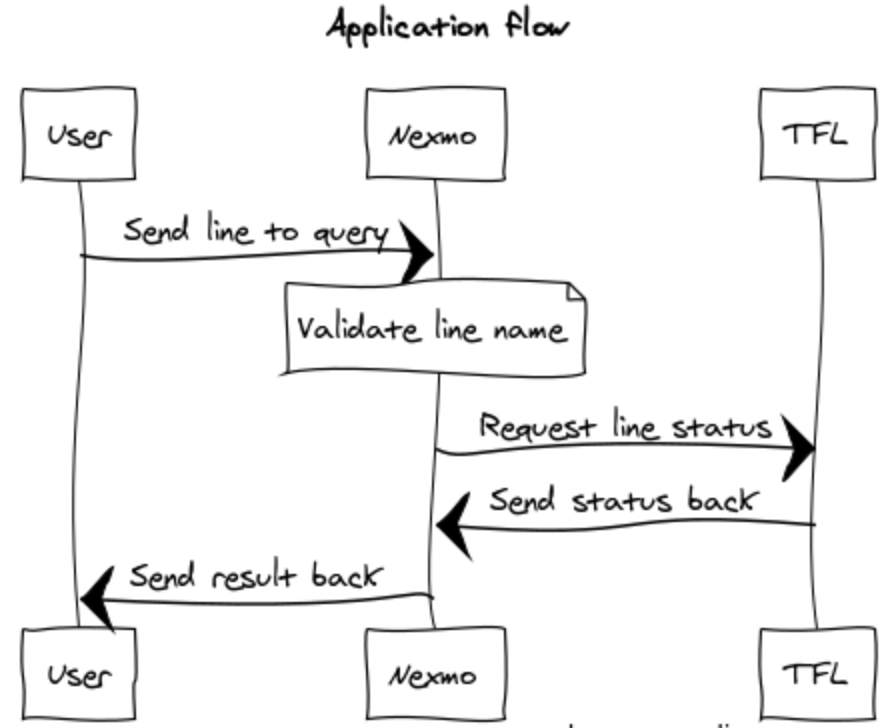 Application flow
User
Nexmo
TFL
Send line to query
Validate line name
Request line status
Send status back
Send result back
User
Nexmo
TFL